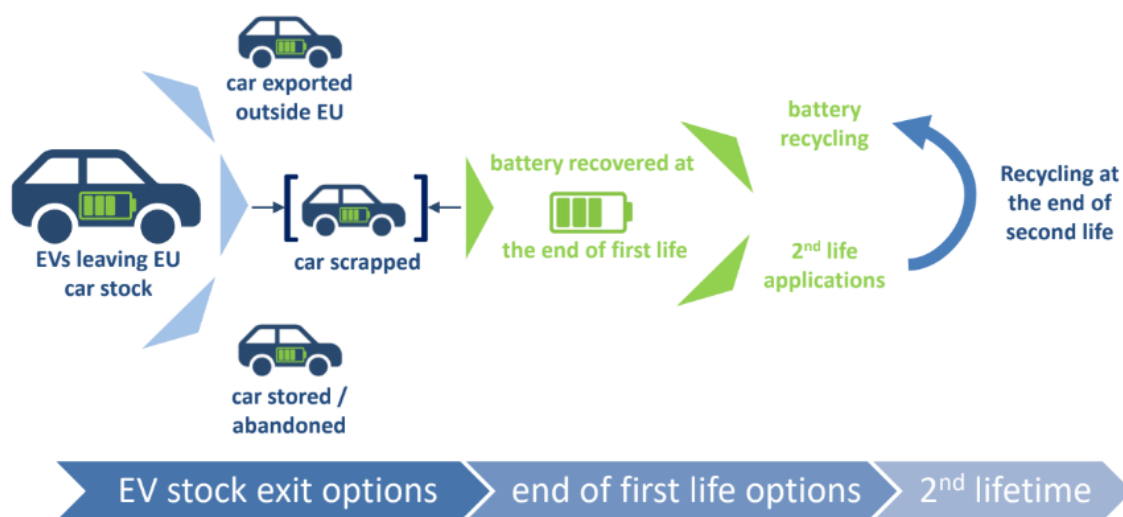 car exported
outside EU
EVs leaving EU
car stock
car scrapped
car stored /
abandoned
battery recovered at
the end of first life
battery
recycling
2nd life
applications
Recycling at
the end of
second life
EV stock exit options
end of first life options
2nd lifetime